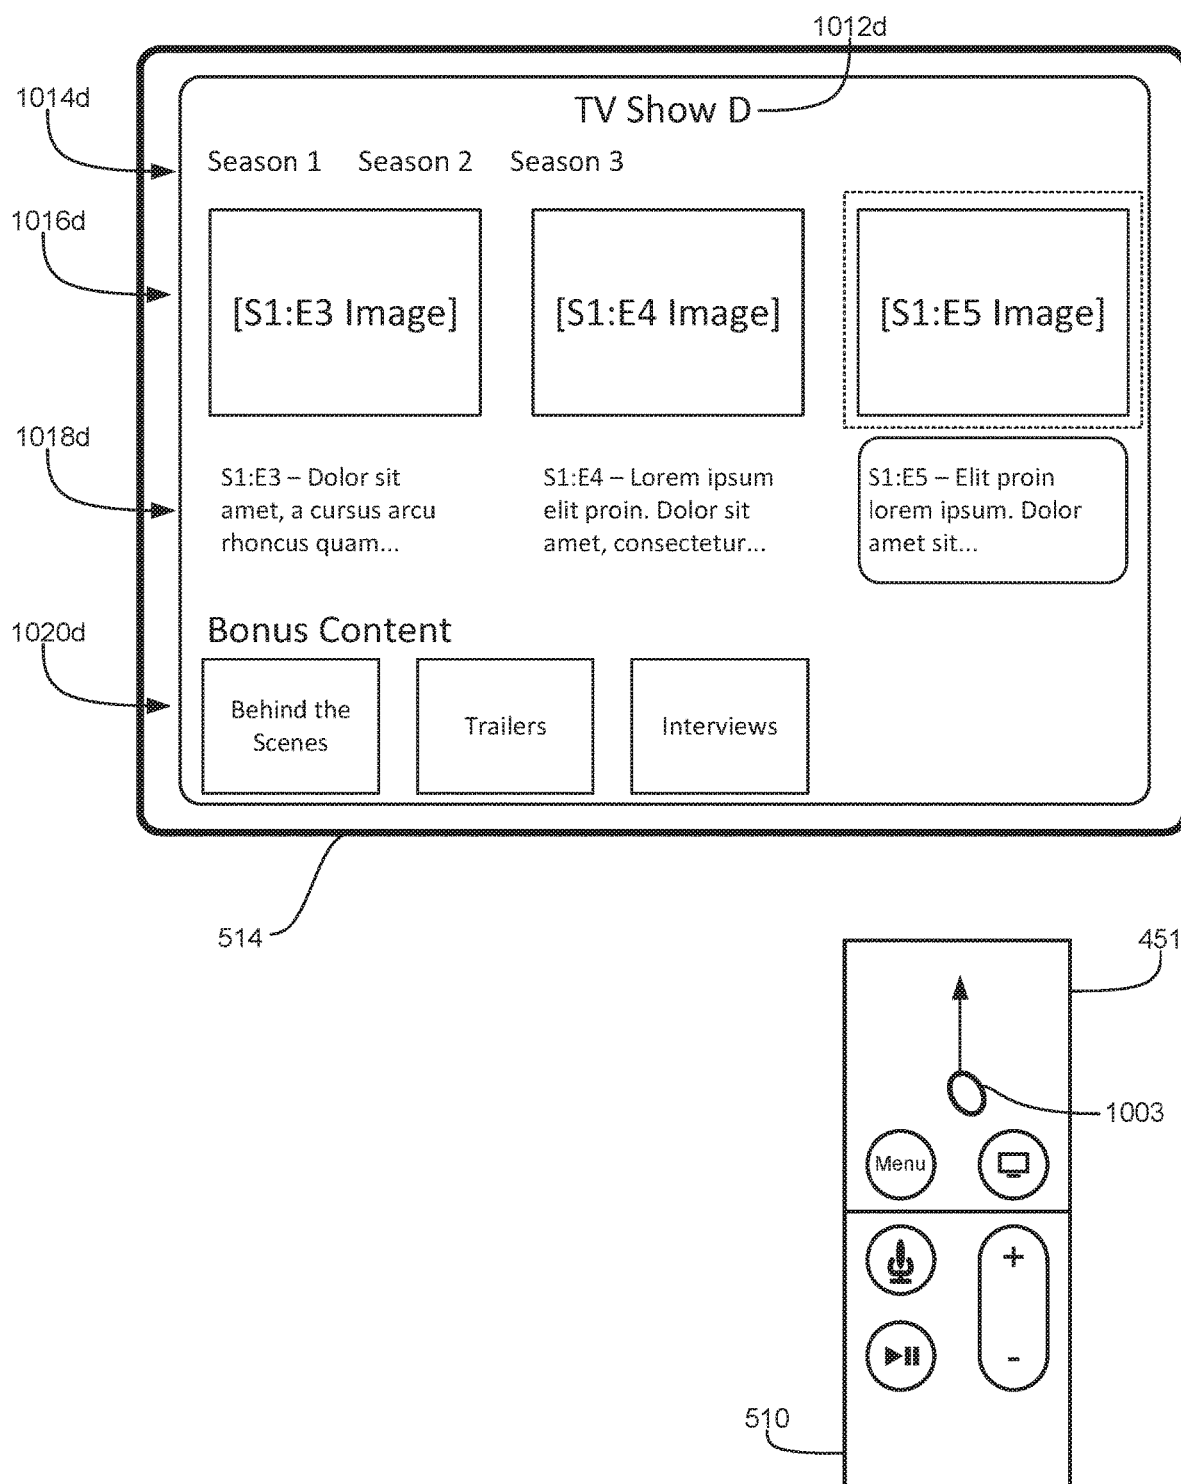 1012d
TV Show D
1014d
Season 1 Season 2 Season 3
1016d
[S1:E3 Image] [S1:E4 Image] [S1:E5 Image]
1018d
S1:E3 – Dolor sit
amet, a cursus arcu
rhoncus quam...
S1:E4 – Lorem ipsum
elit proin. Dolor sit
amet, consectetur...
S1:E5 – Elit proin
lorem ipsum. Dolor
amet sit...
1020d
Bonus Content
Behind the
Scenes
Trailers
Interviews
514
451
1003
Menu
+
-
510